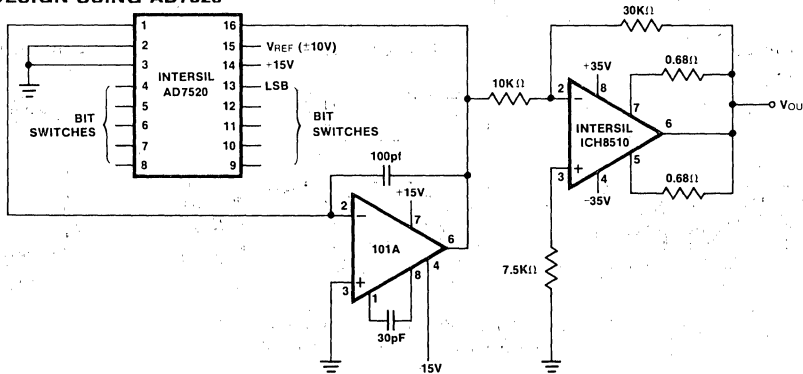 DESIGN USING AD7520
1 16
2 15 VREF (±10V)
3 14 +15V
4 13 LSB
5 12
6 11
7 10
8 9
INTERSIL
AD7520
BIT
SWITCHES
BIT
SWITCHES
100pf
+15V
2
7
6
101A
4
8
3
1
30pF
15V
30KΩ
10KΩ
+35V
8
0.68Ω
2
7
INTERSIL
ICH8510
6
VOU
3
5
4
-35V
0.68Ω
7.5KΩ